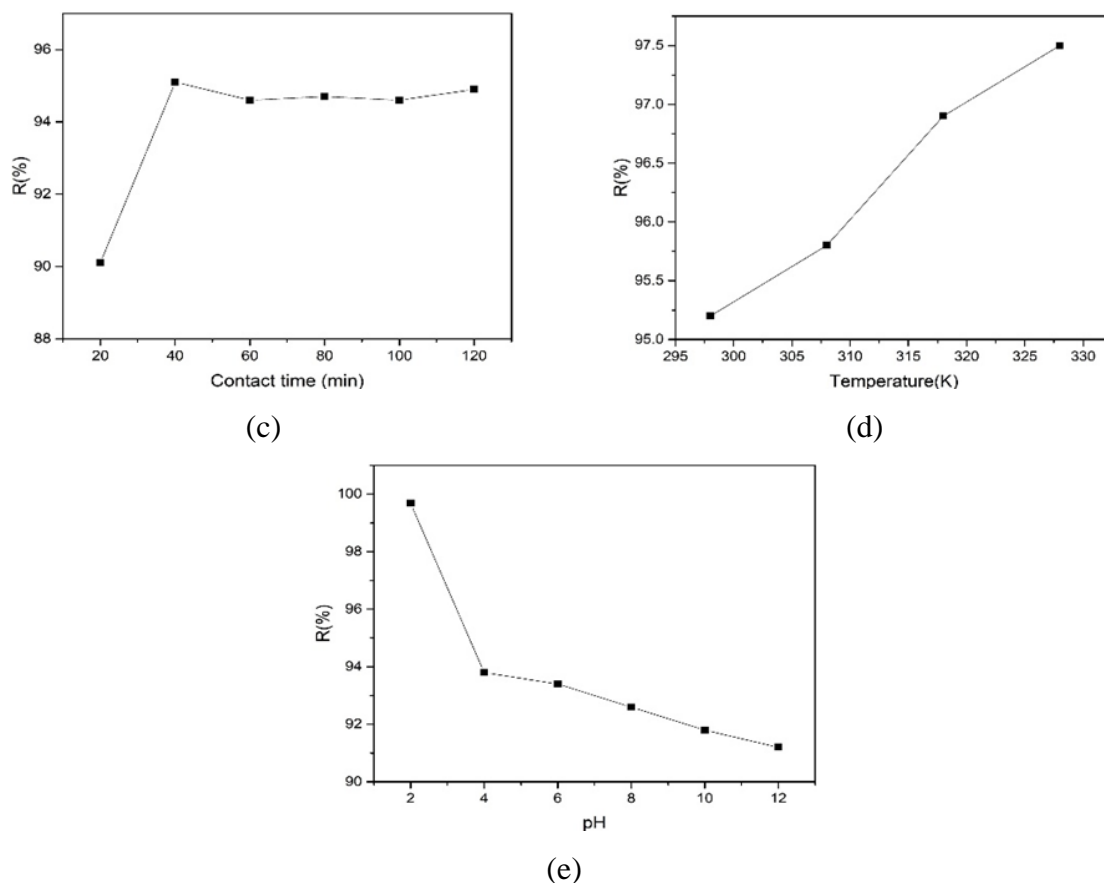 96
94
92
90
88
R(%)
20 40 60 80 100 120
Contact time (min)
(c)
97.5
97.0
96.5
96.0
95.5
95.0
R(%)
295 300 305 310 315 320 325 330
Temperature(K)
(d)
100
98
96
94
92
90
R(%)
2 4 6 8 10 12
pH
(e)